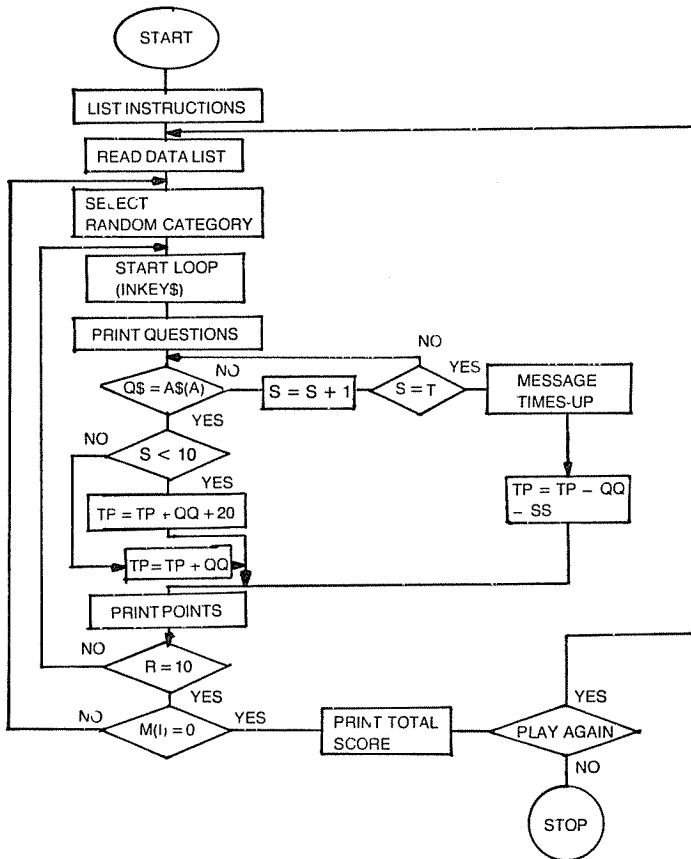 START
LIST INSTRUCTIONS
READ DATA LIST
SELECT
RANDOM CATEGORY
START LOOP
(INKEY$)
PRINT QUESTIONS
NO
Q$ = A$(A)
NO
S = S + 1
S = T
YES
MESSAGE
TIMES-UP
YES
NO
S < 10
YES
TP = TP + QQ + 20
TP = TP - QQ
- SS
TP = TP + QQ
PRINT POINTS
NO
R = 10
YES
NO
M(I) = 0
YES
PRINT TOTAL
SCORE
YES
PLAY AGAIN
NO
STOP